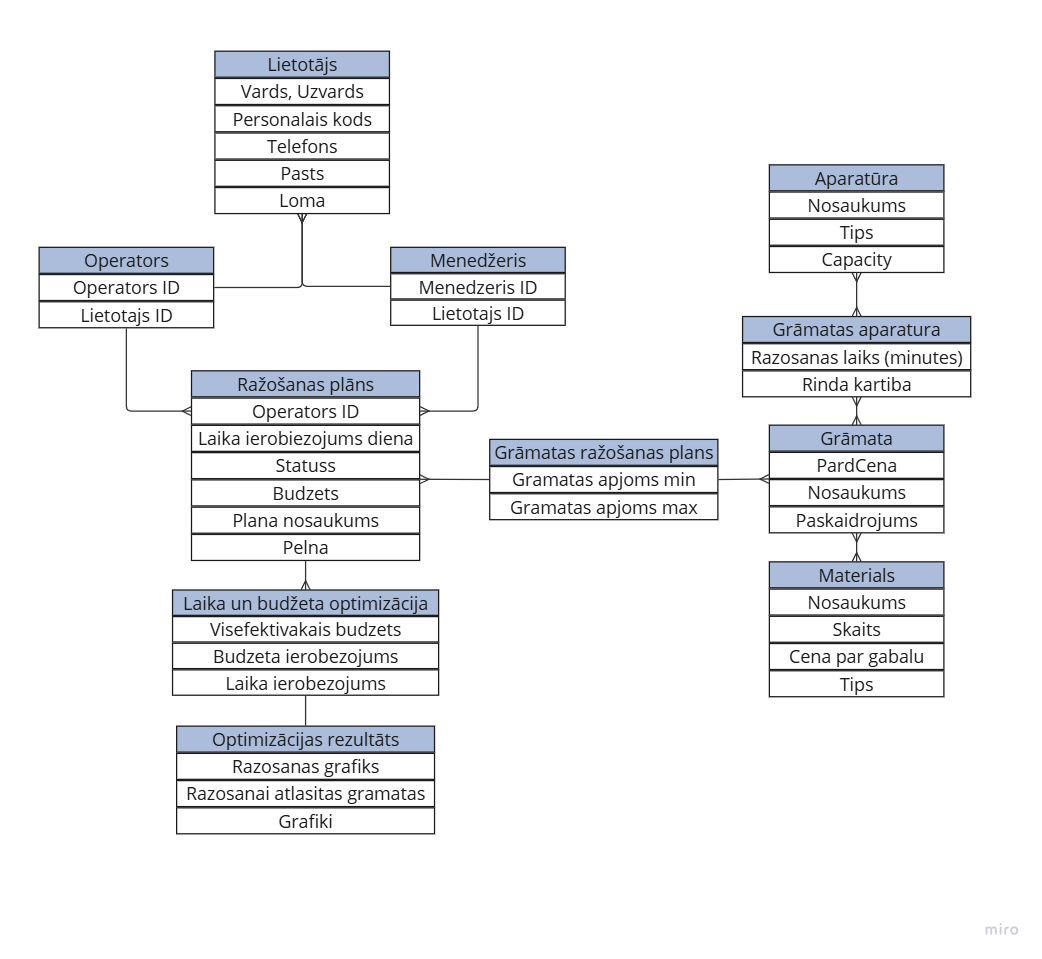 Lietotājs
Vards, Uzvards
Personalais kods
Telefons
Pasts
Loma
Operators
Operators ID
Lietotajs ID
Menedžeris
Menedzeris ID
Lietotajs ID
Aparatūra
Nosaukums
Tips
Capacity
Grāmatas aparatura
Razosanas laiks (minutes)
Rinda kartiba
Ražošanas plāns
Operators ID
Laika ierobiezojums diena
Statuss
Budzets
Plana nosaukums
Pelna
Grāmatas ražošanas plans
Gramatas apjoms min
Gramatas apjoms max
Grāmata
PardCena
Nosaukums
Paskaidrojums
Materials
Nosaukums
Skaits
Cena par gabalu
Tips
Laika un budžeta optimizācija
Visefektivakais budzets
Budzeta ierobezojums
Laika ierobezojums
Optimizācijas rezultāts
Razosanas grafiks
Razosanai atlasitas gramatas
Grafiki
miro